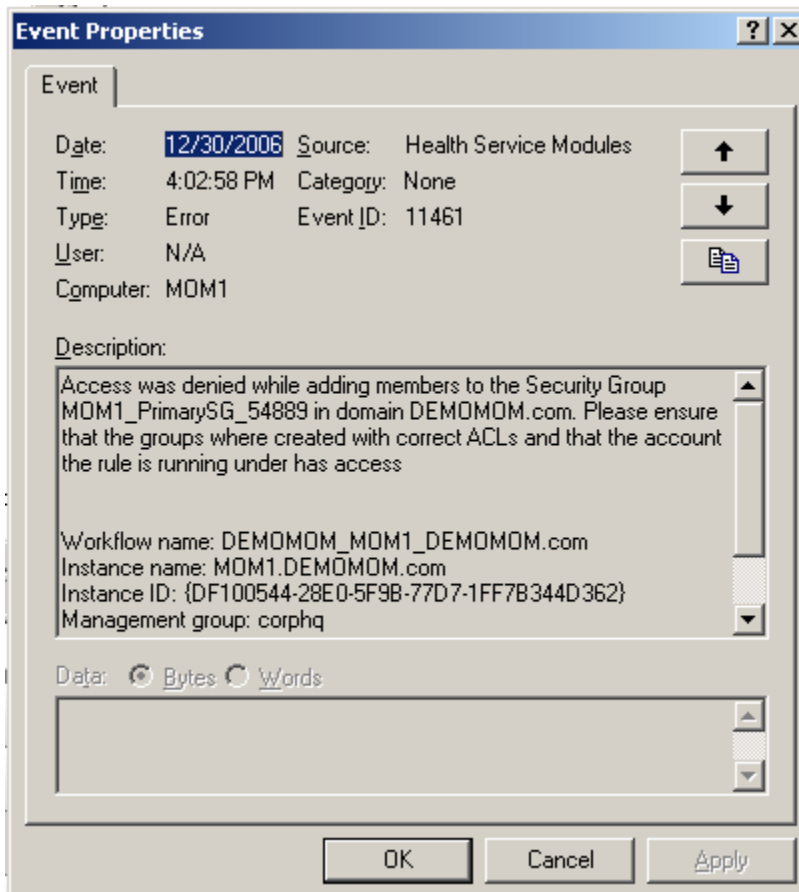 Event Properties
Event
Date: 12/30/2006 Source: Health Service Modules
Time: 4:02:58 PM Category: None
Type: Error Event ID: 11461
User: N/A
Computer: MOM1
Description:
Access was denied while adding members to the Security Group
MOM1_PrimarySG_54889 in domain DEMOMOM.com. Please ensure
that the groups where created with correct ACLs and that the account
the rule is running under has access
Workflow name: DEMOMOM_MOM1_DEMOMOM.com
Instance name: MOM1.DEMOMOM.com
Instance ID: {DF100544-28E0-5F9B-77D7-1FF7B344D362}
Management group: corphq
Data: Bytes Words
OK Cancel Apply